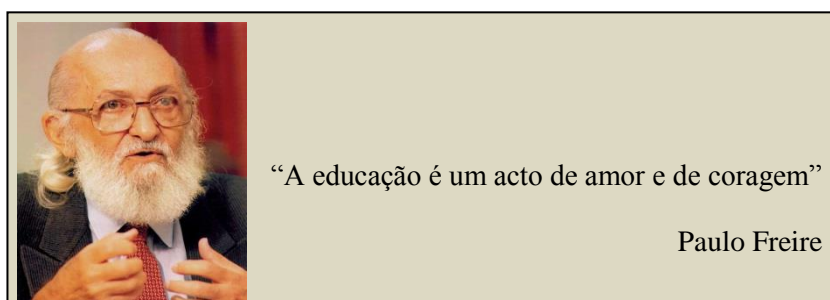 “A educação é um acto de amor e de coragem”
Paulo Freire